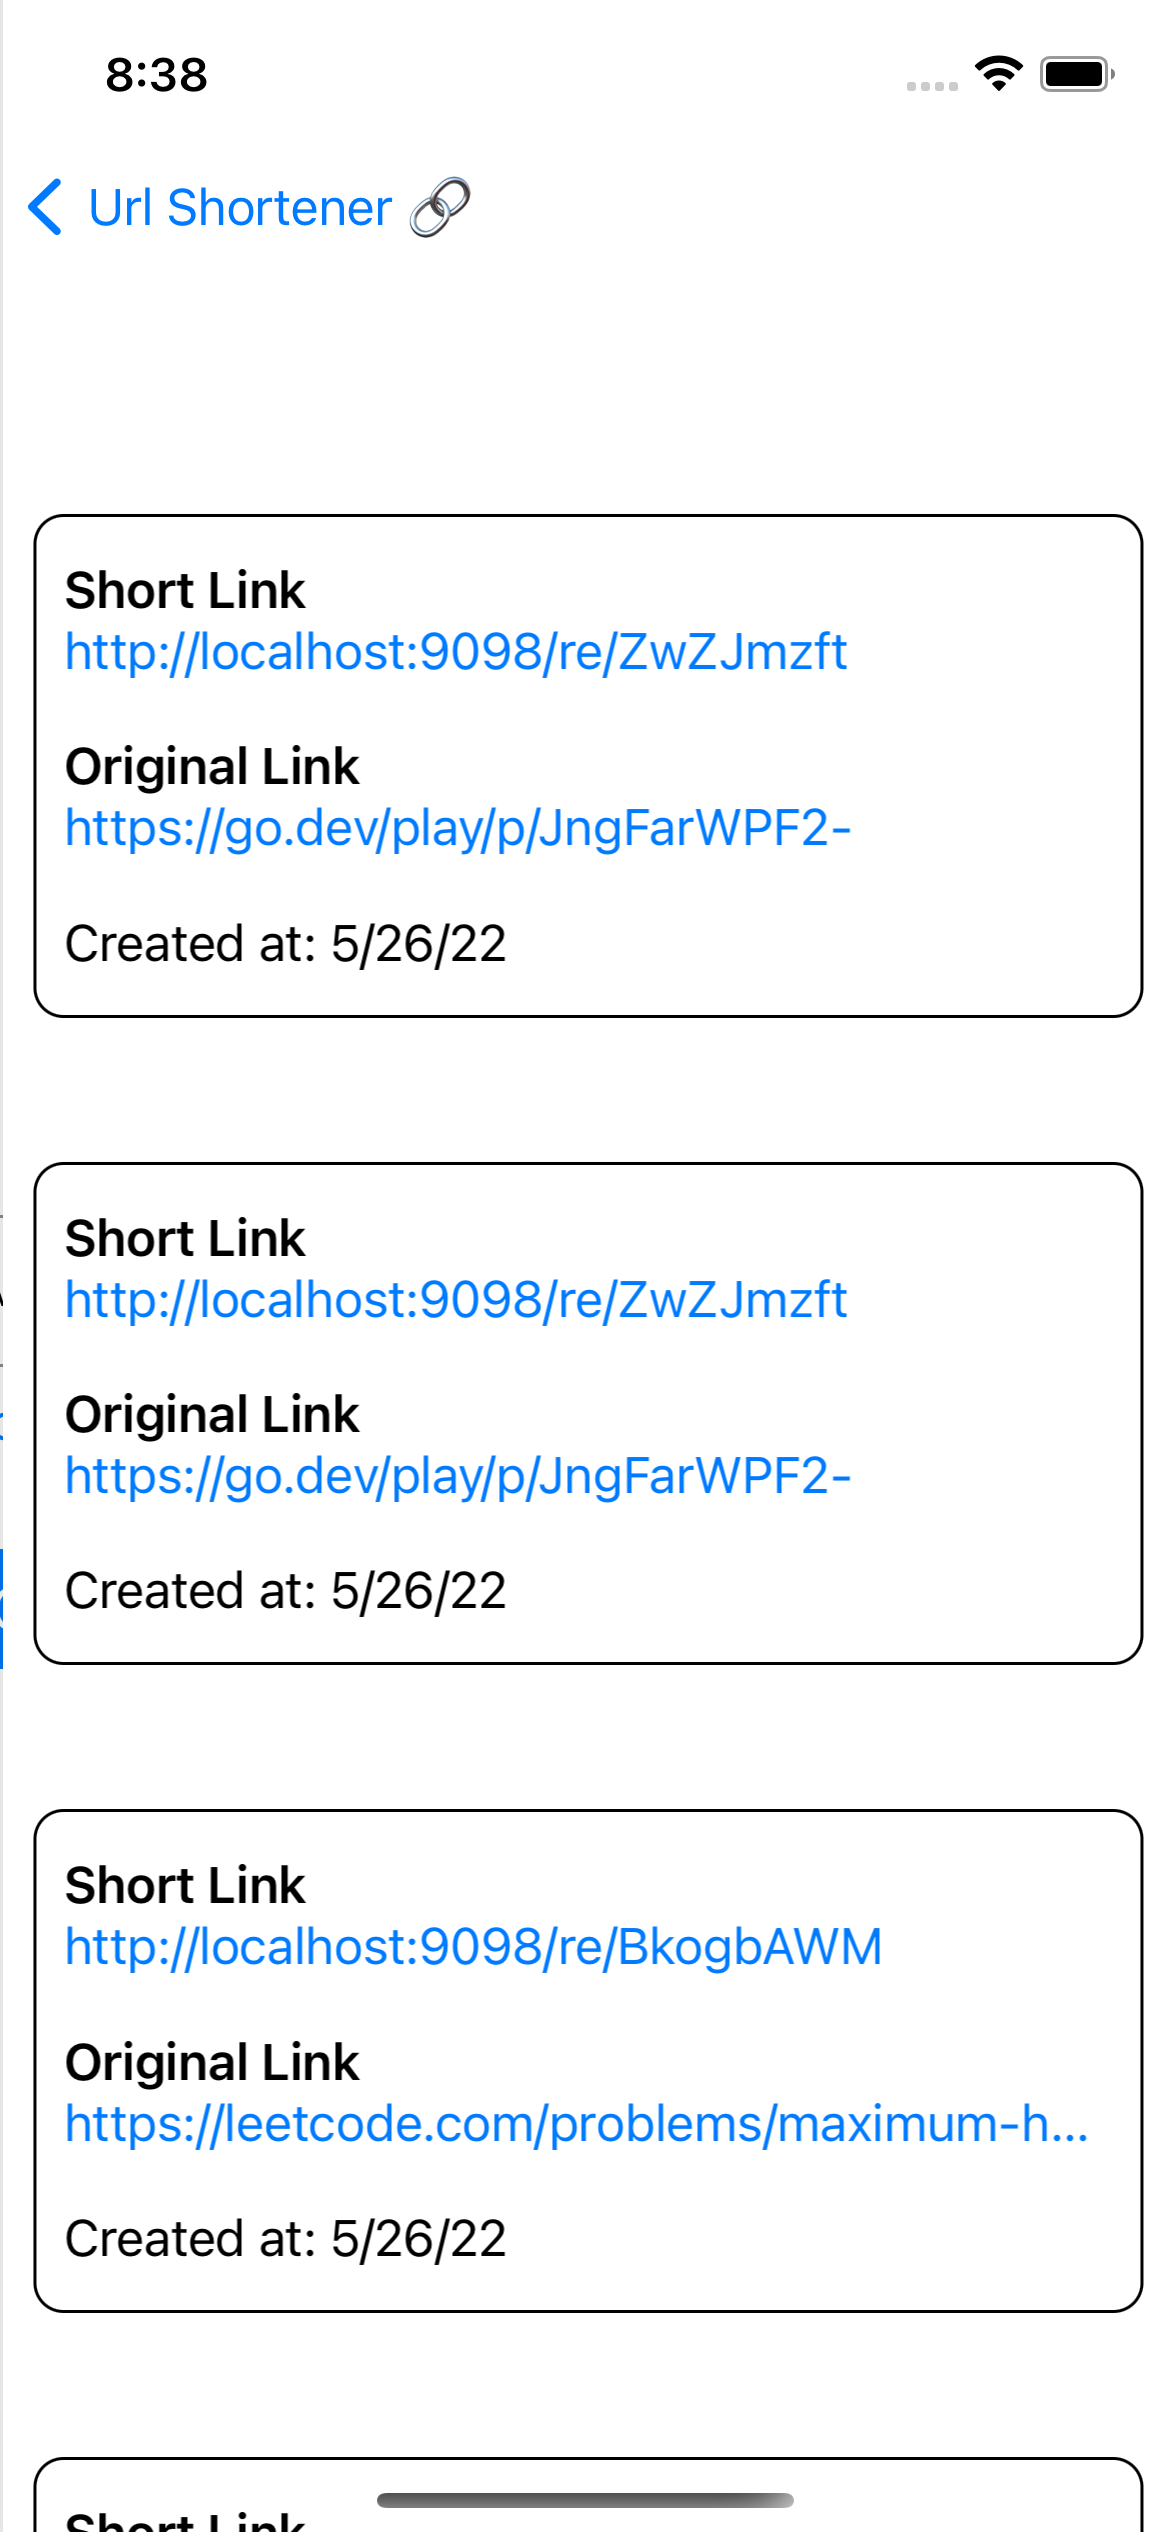 8:38
Url Shortener
Short Link
http://localhost:9098/re/ZwZJmzft
Original Link
https://go.dev/play/p/JngFarWPF2-
Created at: 5/26/22
Short Link
http://localhost:9098/re/ZwZJmzft
Original Link
https://go.dev/play/p/JngFarWPF2-
Created at: 5/26/22
Short Link
http://localhost:9098/re/BkogbAWM
Original Link
https://leetcode.com/problems/maximum-h...
Created at: 5/26/22
Short Link